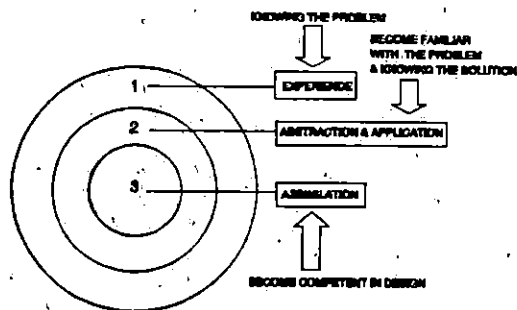 KNOWING THE PROBLEM
BECOME FAMILIAR
WITH THE PROBLEM
& KNOWING THE SOLUTION
1
EXPERIENCE
2
ABSTRACTION & APPLICATION
3
ASSIMILATION
BECOME COMPETENT IN DESIGN